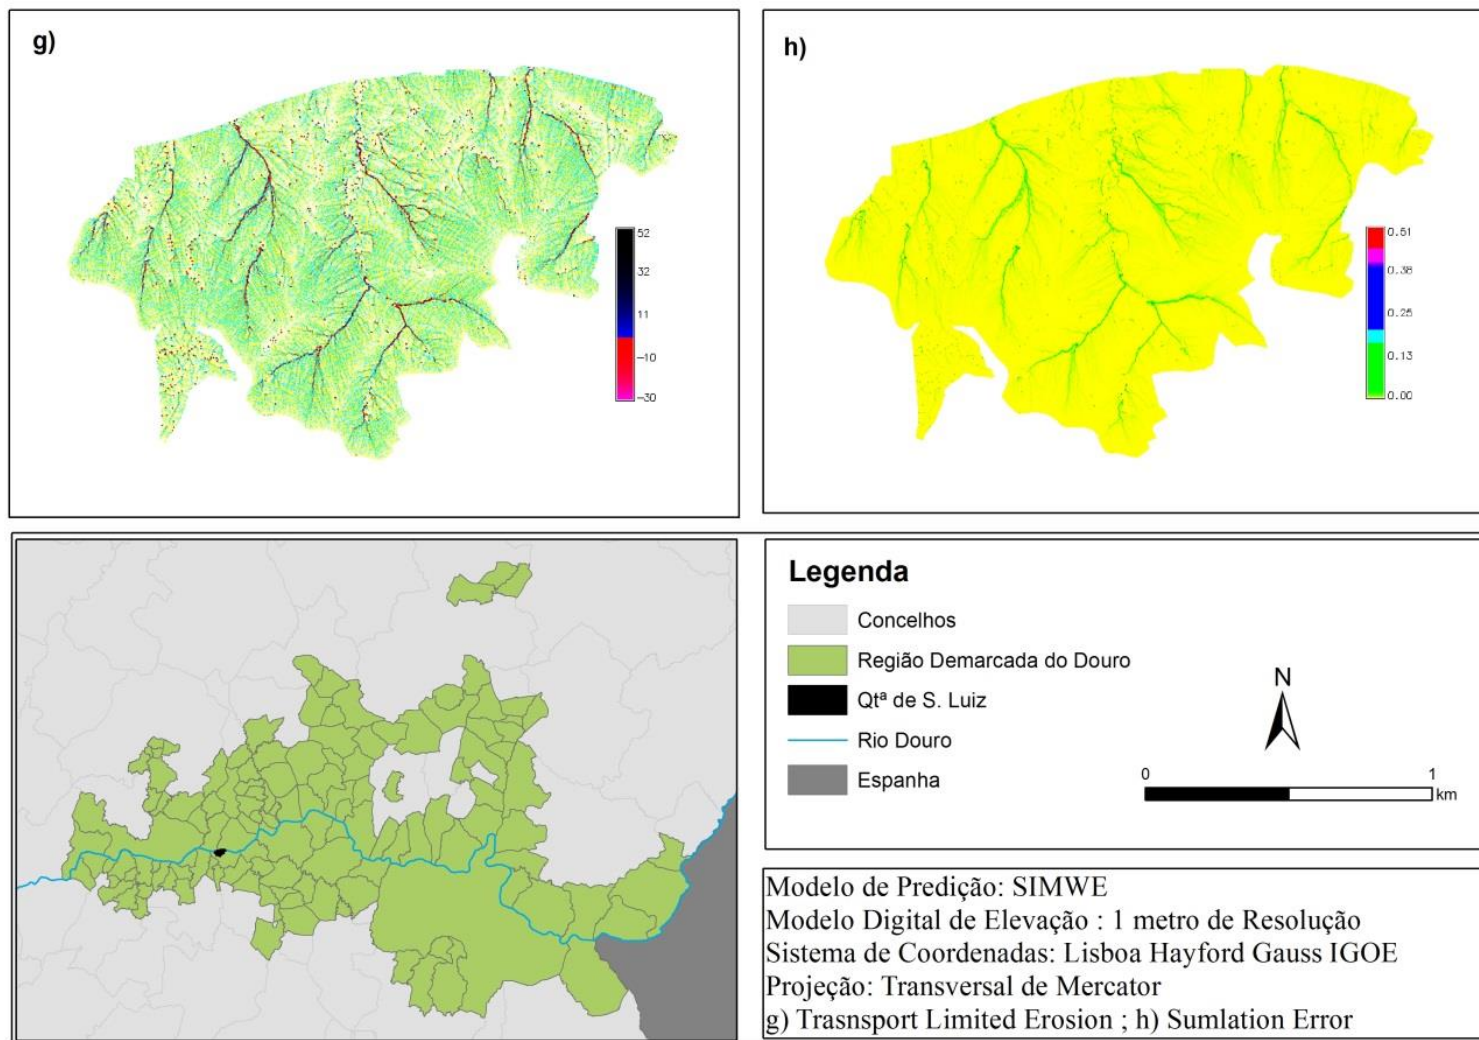 g)
52
32
11
-10
-30
h)
0.51
0.38
0.25
0.13
0.00
Legenda
Concelhos
Região Demarcada do Douro
Qtª de S. Luiz
Rio Douro
Espanha
N
0 1
km
Modelo de Predição: SIMWE
Modelo Digital de Elevação : 1 metro de Resolução
Sistema de Coordenadas: Lisboa Hayford Gauss IGOE
Projeção: Transversal de Mercator
g) Trasnsport Limited Erosion ; h) Sumlation Error